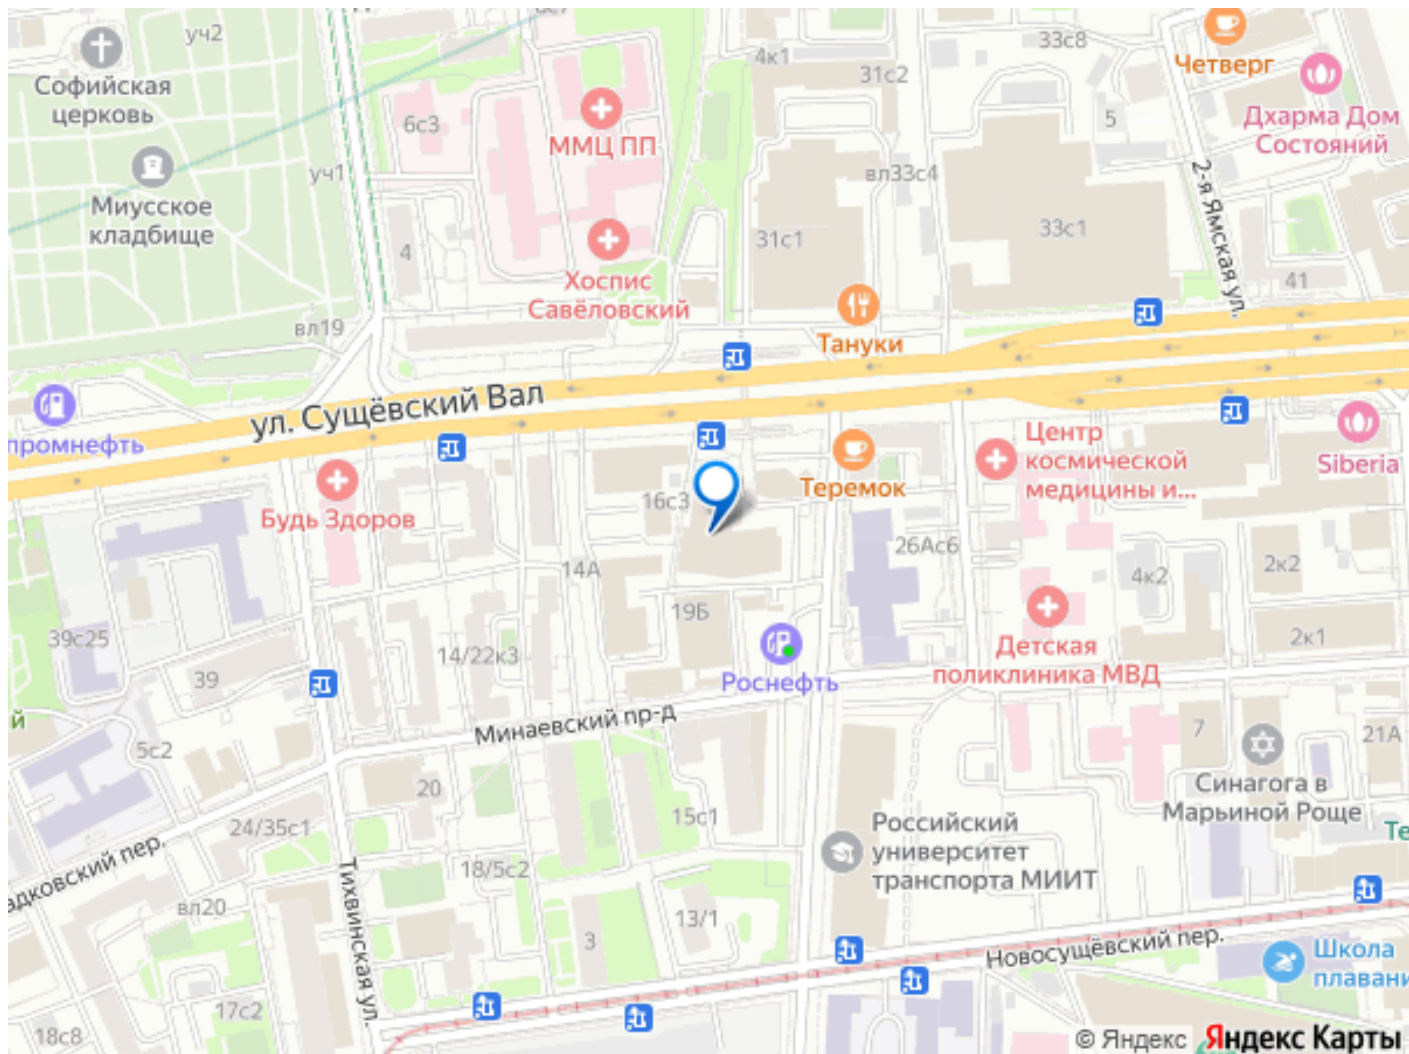 уч2
Софийская
церковь
Миусское
кладбище
уч1
6с3
ММЦ ПП
4
Хоспис
Савёловский
вл19
4к1
31с2
33с8
5
вл33с4
31с1
33с1
Четверг
Дхарма Дом
Состояний
2-я Ямская ул.
41
Тануки
ул. Сущёвский Вал
промнефть
Будь Здоров
16с3
Теремок
Центр
космической
медицины и...
Siberia
14А
26Ас6
4к2
2к2
39с25
39
14/22к3
19Б
Роснефть
Детская
поликлиника МВД
2к1
й
5с2
Минаевский пр-д
7
21А
Синагога в
Марьиной Роще
20
24/35с1
15с1
Российский
университет
транспорта МИИТ
Те
адковский пер.
вл20
Тихвинская ул.
18/5с2
13/1
3
Новосущёвский пер.
Школа
плавани
17с2
18с8
© Яндекс Яндекс Карты